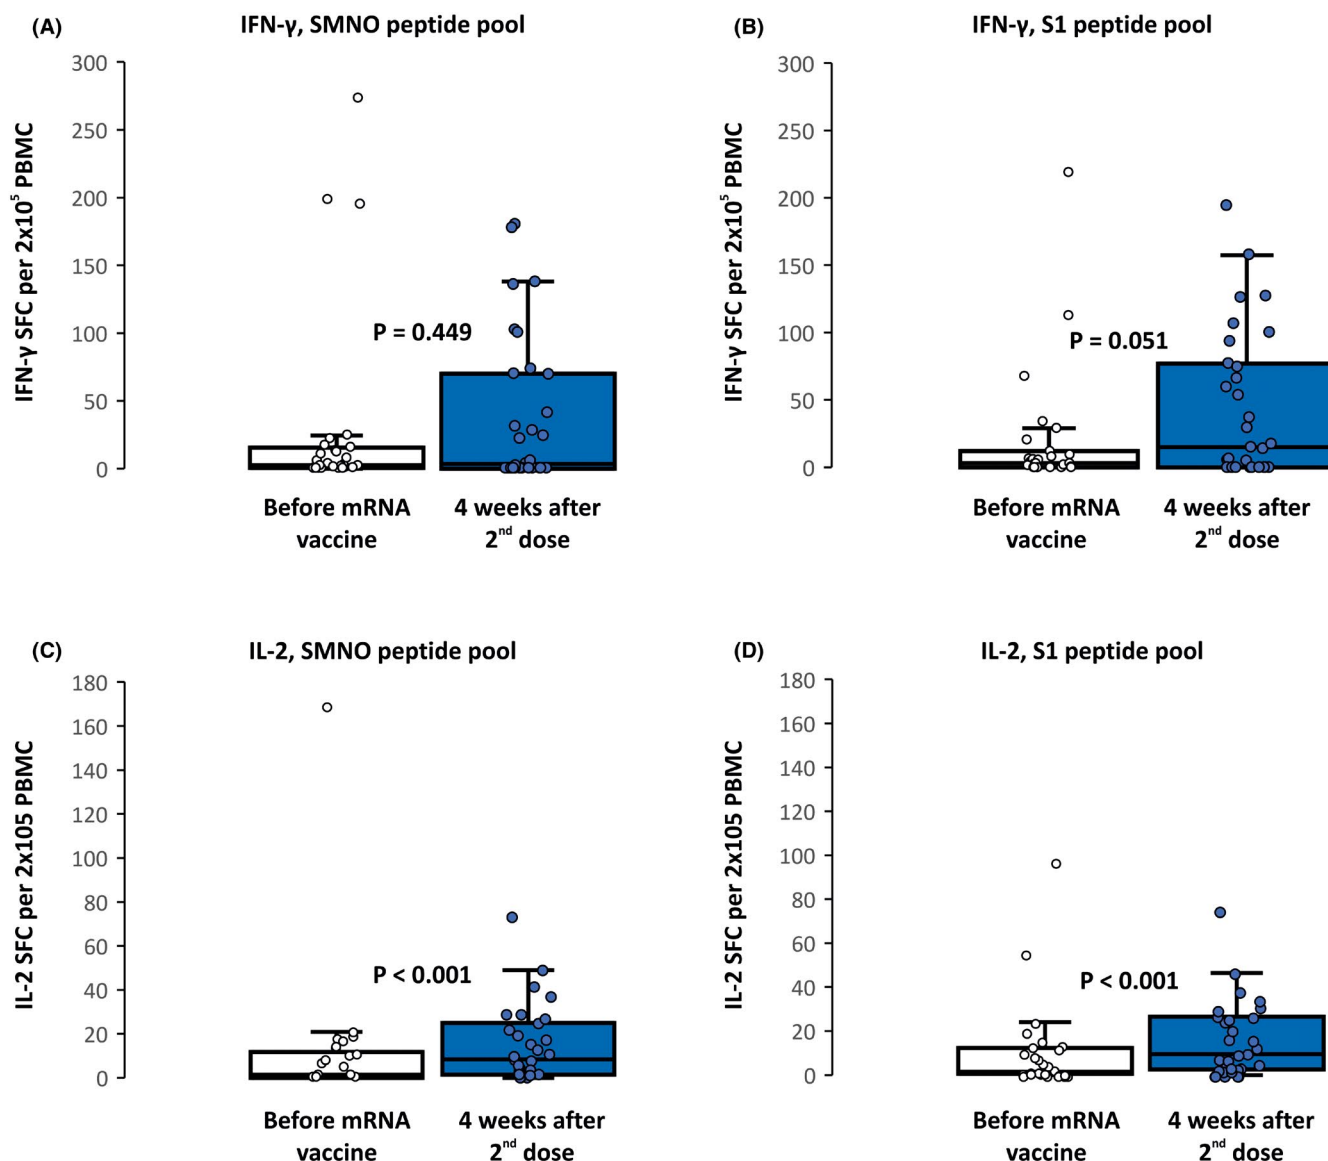 (A)
IFN-γ, SMNO peptide pool
IFN-γ SFC per 2x10⁵ PBMC
300
250
200
150
100
50
0
P = 0.449
Before mRNA
vaccine
4 weeks after
2nd dose
(B)
IFN-γ, S1 peptide pool
IFN-γ SFC per 2x10⁵ PBMC
300
250
200
150
100
50
0
P = 0.051
Before mRNA
vaccine
4 weeks after
2nd dose
(C)
IL-2, SMNO peptide pool
IL-2 SFC per 2x105 PBMC
180
160
140
120
100
80
60
40
20
0
P < 0.001
Before mRNA
vaccine
4 weeks after
2nd dose
(D)
IL-2, S1 peptide pool
IL-2 SFC per 2x105 PBMC
180
160
140
120
100
80
60
40
20
0
P < 0.001
Before mRNA
vaccine
4 weeks after
2nd dose